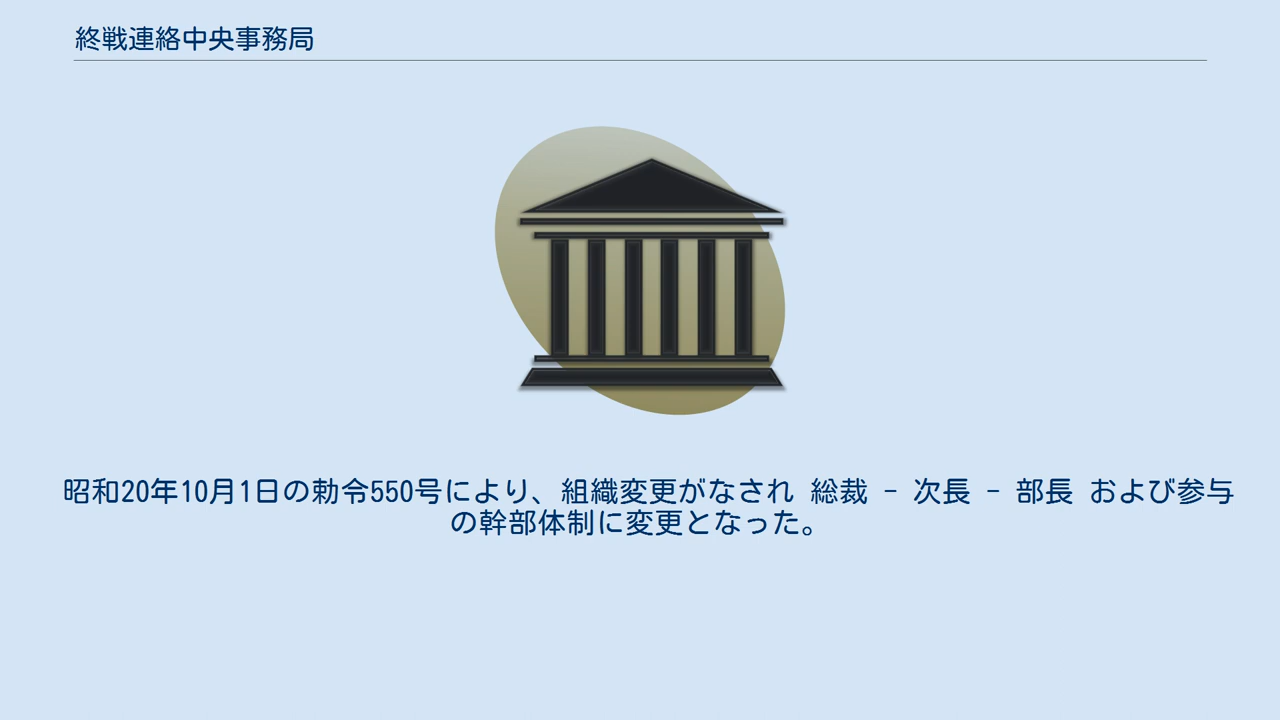 終戦連絡中央事務局
昭和20年10月1日の勅令550号により、組織変更がなされ 総裁 - 次長 - 部長 および参与
の幹部体制に変更となった。